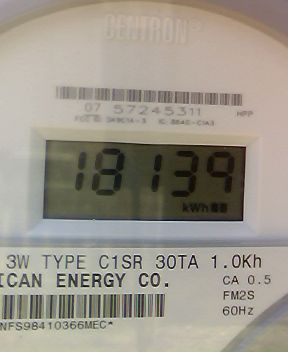 CENTRON®
07 57245311 HPP
18139
kWh
3W TYPE C1SR 30TA 1.0Kh
ICAN ENERGY CO. CA 0.5
FM2S
60Hz
NFS98410366MEC*